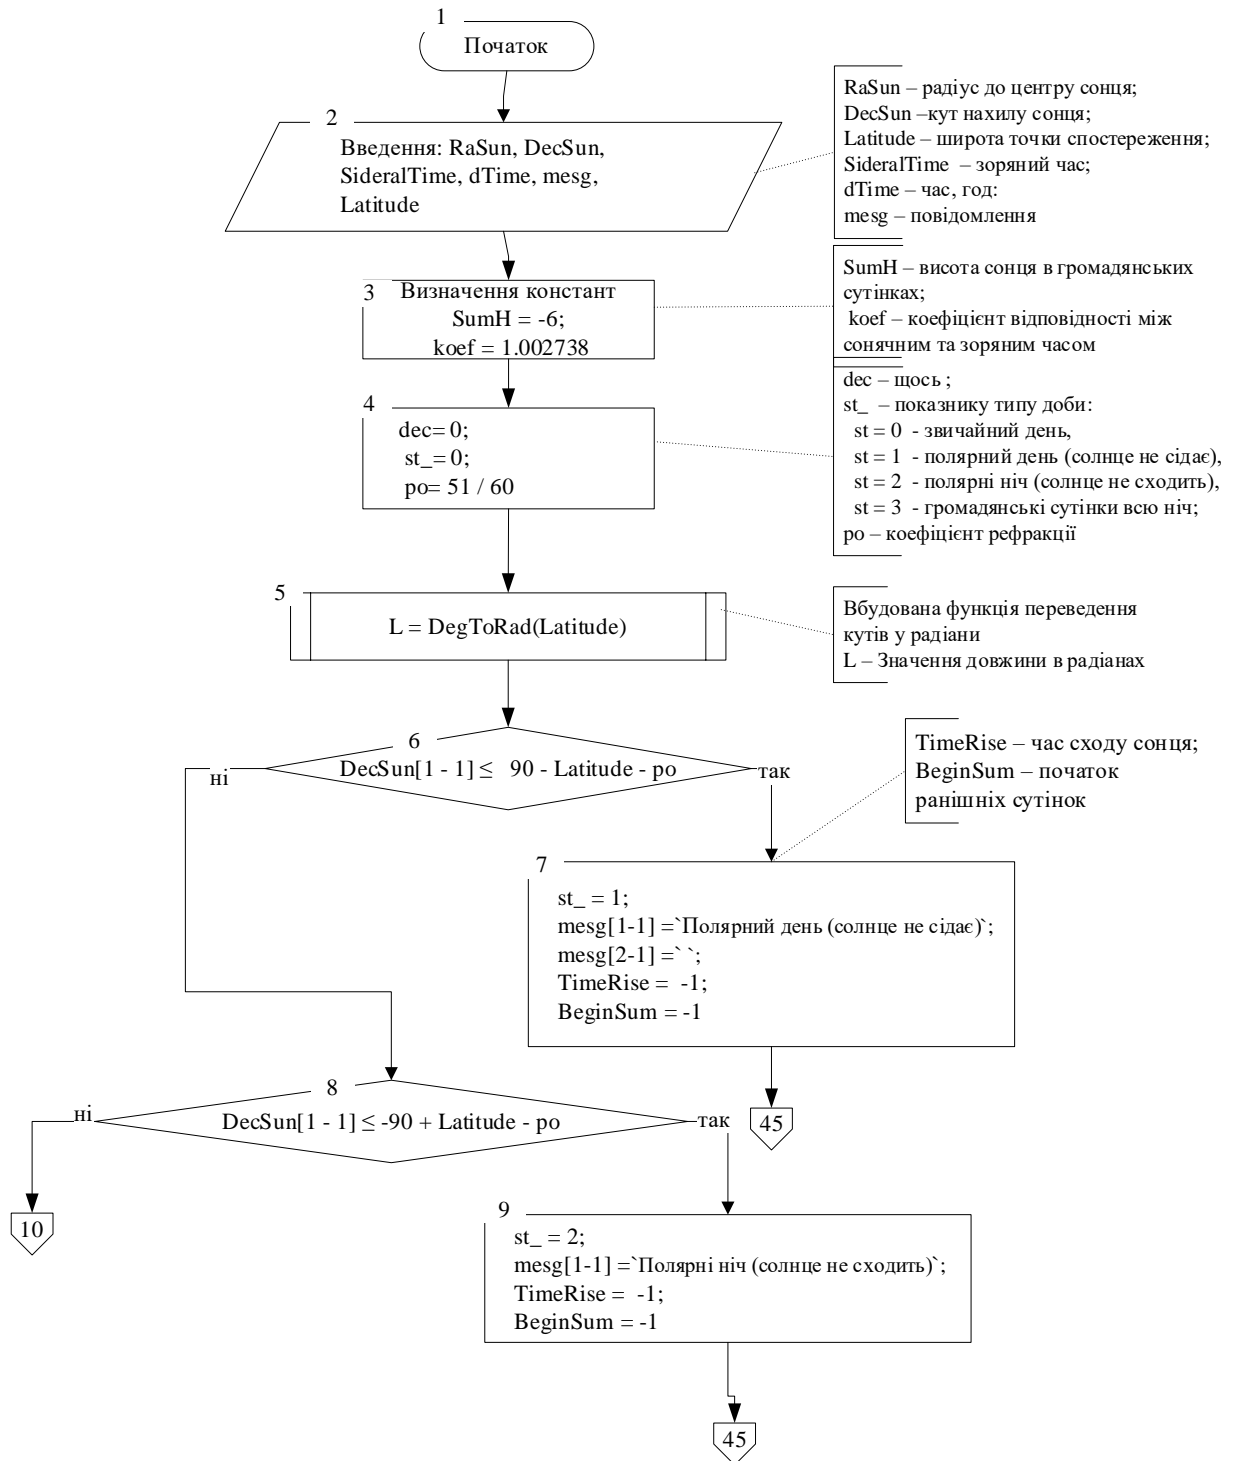 1
Початок
2
Введення: RaSun, DecSun,
SideralTime, dTime, mesg,
Latitude
RaSun – радіус до центру сонця;
DecSun –кут нахилу сонця;
Latitude – широта точки спостереження;
SideralTime – зоряний час;
dTime – час, год:
mesg – повідомлення
3
Визначення констант
SumH = -6;
koef = 1.002738
SumH – висота сонця в громадянських
сутінках;
koef – коефіцієнт відповідності між
сонячним та зоряним часом
4
dec= 0;
st_= 0;
po= 51 / 60
dec – щось ;
st_ – показнику типу доби:
st = 0 - звичайний день,
st = 1 - полярний день (солнце не сідає),
st = 2 - полярні ніч (солнце не сходить),
st = 3 - громадянські сутінки всю ніч;
po – коефіцієнт рефракції
5
L = DegToRad(Latitude)
Вбудована функція переведення
кутів у радіани
L – Значення довжини в радіанах
6
DecSun[1 - 1] ≤ 90 - Latitude - po
ні
так
TimeRise – час сходу сонця;
BeginSum – початок
ранішніх сутінок
7
st_ = 1;
mesg[1-1] =`Полярний день (солнце не сідає)`;
mesg[2-1] =` `;
TimeRise = -1;
BeginSum = -1
45
8
DecSun[1 - 1] ≤ -90 + Latitude - po
ні
так
10
9
st_ = 2;
mesg[1-1] =`Полярні ніч (солнце не сходить)`;
TimeRise = -1;
BeginSum = -1
45